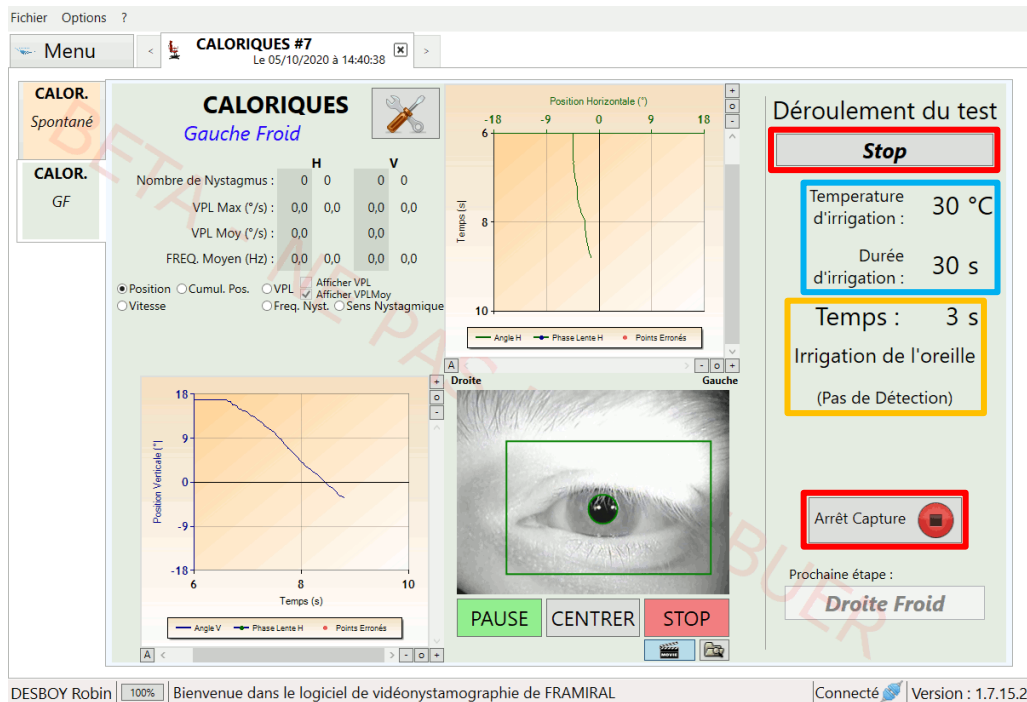 Fichier Options ?
Menu
<
CALORIQUES #7
Le 05/10/2020 à 14:40:38
x
>
CALOR.
Spontané
CALOR.
GF
CALORIQUES
Gauche Froid
H V
Nombre de Nystagmus : 0 0 0 0
VPL Max (°/s) : 0,0 0,0 0,0 0,0
VPL Moy (°/s) : 0,0 0,0
FREQ. Moyen (Hz) : 0,0 0,0 0,0 0,0
Position Cumul. Pos. VPL Afficher VPL
Afficher VPLMoy
Vitesse Freq. Nyst. Sens Nystagmique
Position Horizontale (°)
-18 -9 0 9 18
6
8
10
Temps [s]
Angle H Phase Lente H Points Erronés
+
o
-
A < > - o +
Droite Gauche
18
9
0
-9
-18
Position Verticale [°]
6 8 10
Temps (s)
Angle V Phase Lente H Points Erronés
+
o
-
A < > - o +
PAUSE CENTRER STOP
MOVIE
Déroulement du test
Stop
Temperature
d'irrigation : 30 °C
Durée
d'irrigation : 30 s
Temps : 3 s
Irrigation de l'oreille
(Pas de Détection)
Arrêt Capture
Prochaine étape :
Droite Froid
BETA - NE PAS
BUER
DESBOY Robin 100% Bienvenue dans le logiciel de vidéonystamographie de FRAMIRAL Connecté Version : 1.7.15.2